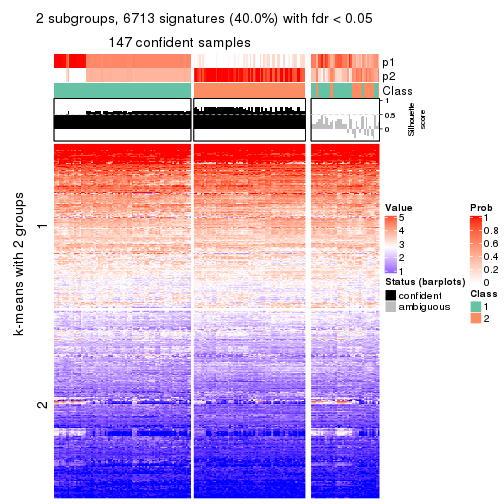 2 subgroups, 6713 signatures (40.0%) with fdr < 0.05
147 confident samples
p1
p2
Class
1
0.5
0
Silhouette
score
k-means with 2 groups
1
2
Value
5
4
3
2
1
Status (barplots)
confident
ambiguous
Prob
1
0.8
0.6
0.4
0.2
0
Class
1
2